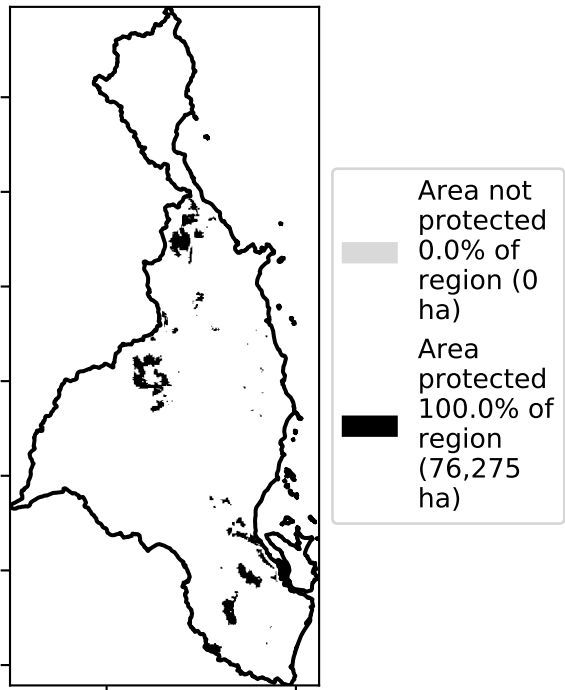 Area not
protected
0.0% of
region (0
ha)
Area
protected
100.0% of
region
(76,275
ha)